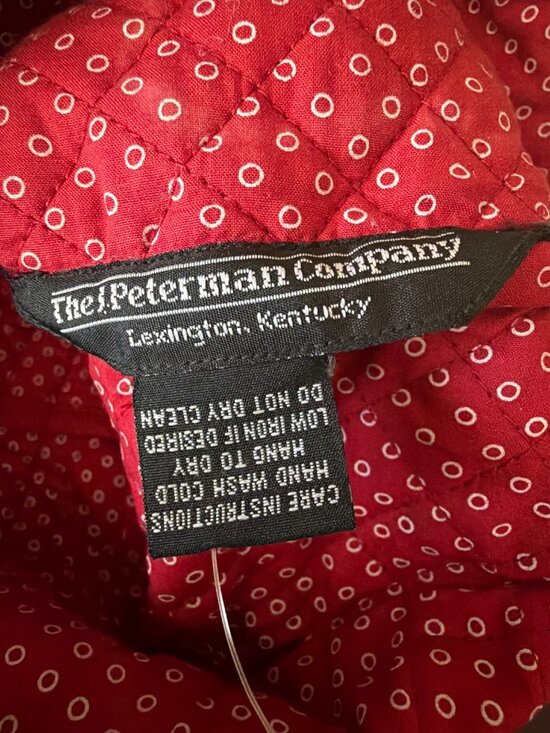 The J. Peterman Company
Lexington, Kentucky
CARE INSTRUCTIONS
HAND WASH COLD
HAND TO DRY
LOW IRON IF DESIRED
DO NOT DRY CLEAN